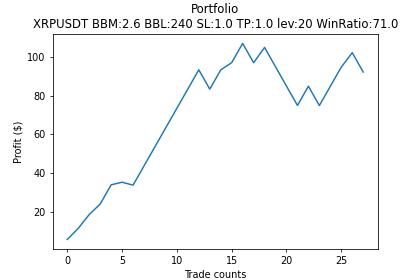 Portfolio
XRPUSDT BBM:2.6 BBL:240 SL:1.0 TP:1.0 lev:20 WinRatio:71.0
100
80
60
40
20
Profit ($)
0 5 10 15 20 25
Trade counts